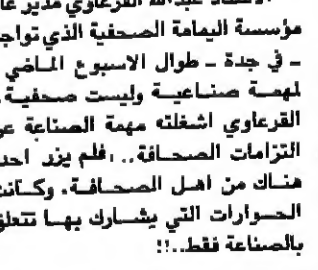 الاستاذ عبدالله القرعاوي مدير عا
مؤسسة اليمامة الصحفية الذي تواجـ
ـ في جدة ـ طوال الاسبوع الماضي
لمهمة صناعية وليست صحفية.
القرعاوي اشغلته مهمة الصناعة عن
التزامات الصحافة.. فلم يزر احد
هناك من اهل الصحافة. وكانت
الحوارات التي يشارك بها تتعلق
بالصناعة فقط..!!